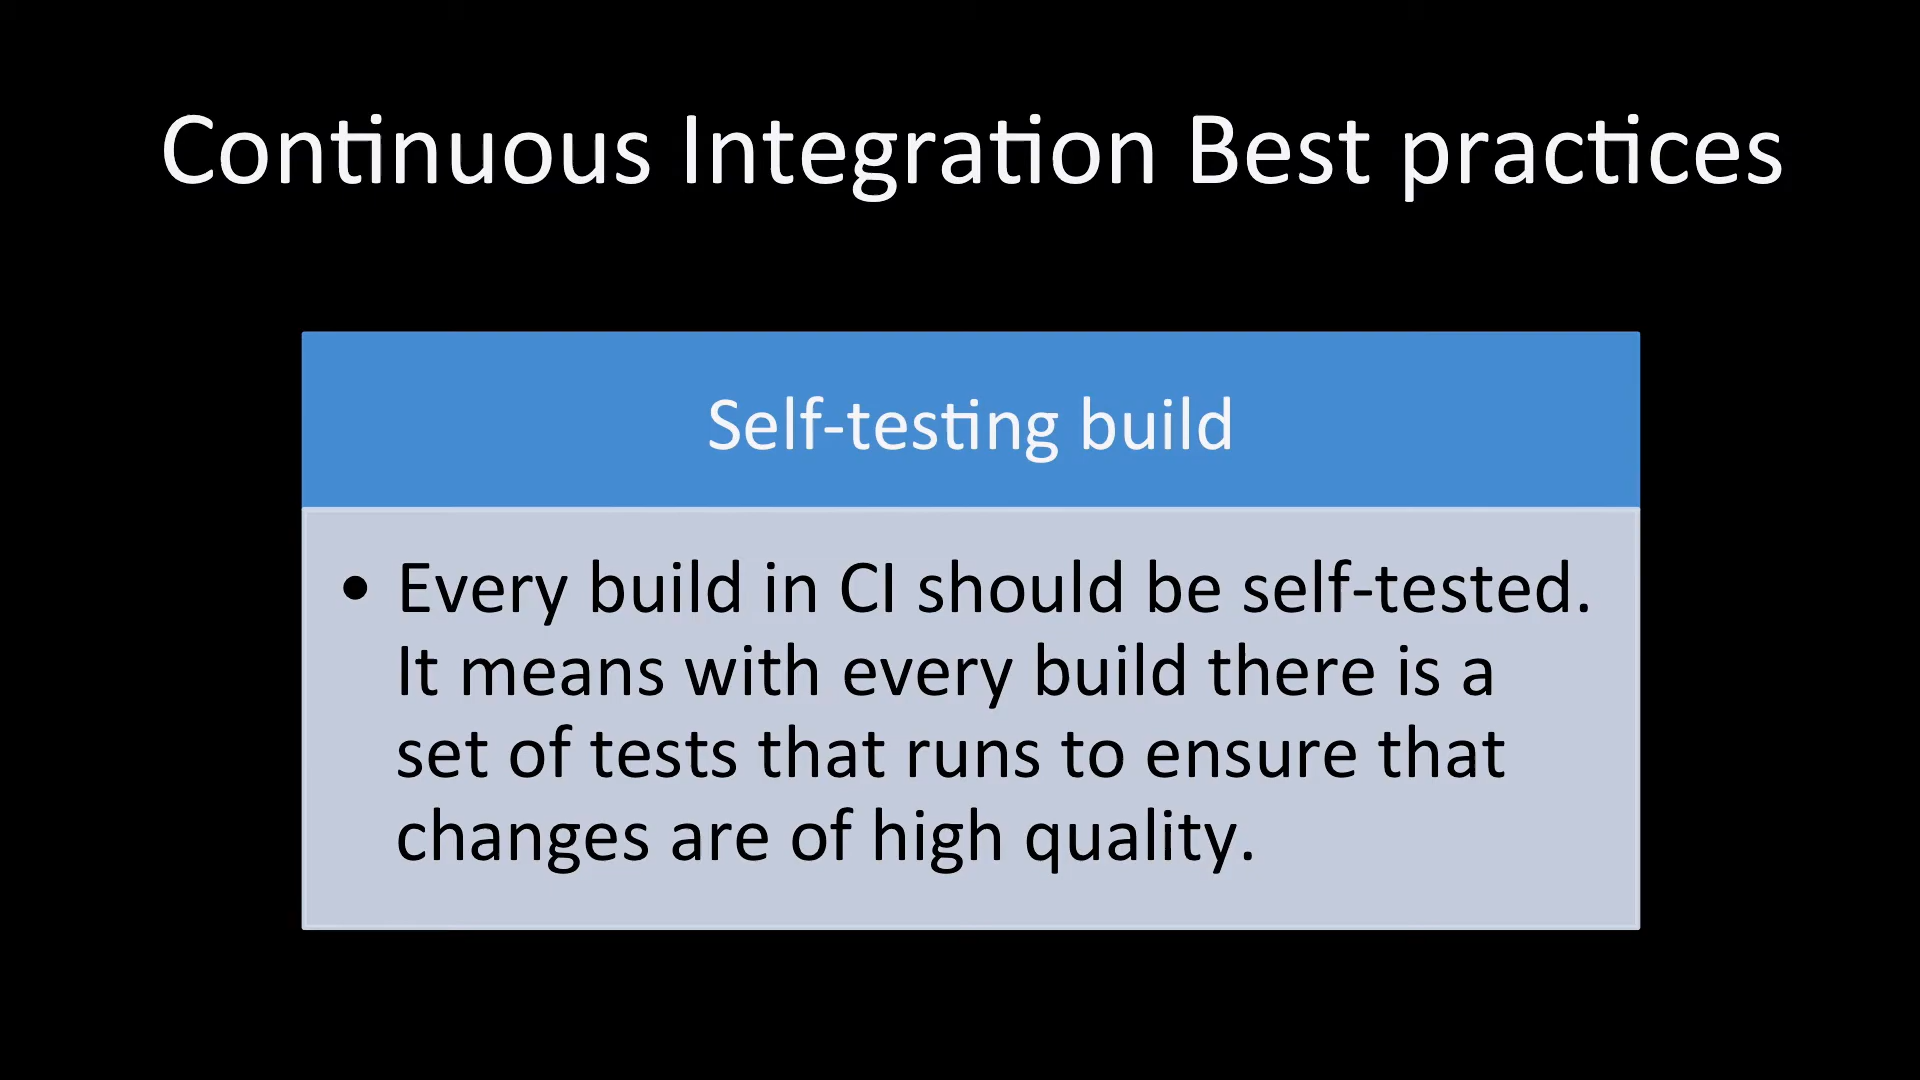 Continuous Integration Best practices
Self-testing build
• Every build in CI should be self-tested.
It means with every build there is a
set of tests that runs to ensure that
changes are of high quality.